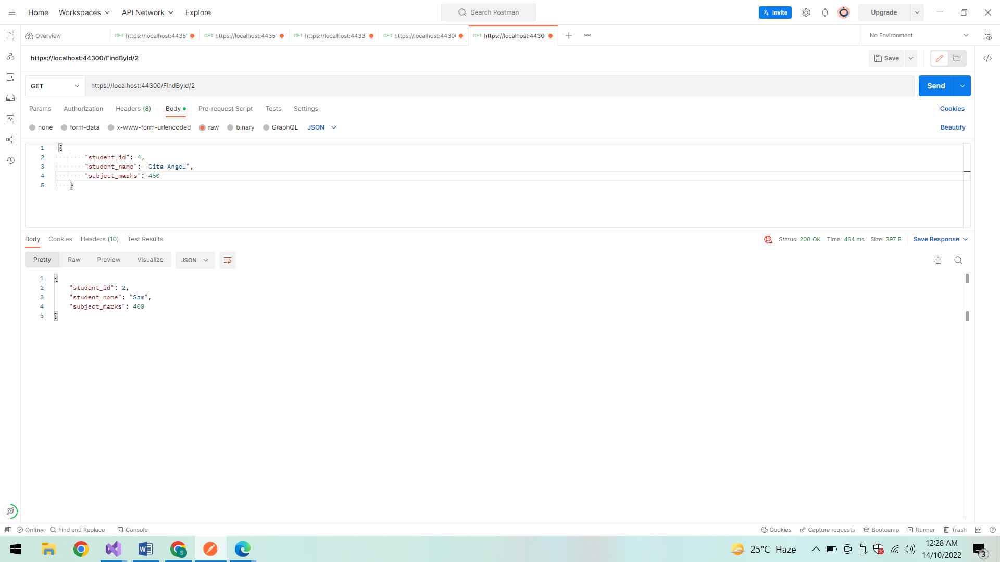 Home Workspaces API Network Explore Search Postman Invite Upgrade
Overview GET https://localhost:4435 GET https://localhost:4435 GET https://localhost:4433 GET https://localhost:4430 GET https://localhost:4430 No Environment
https://localhost:44300/FindById/2 Save
GET https://localhost:44300/FindById/2 Send
Params Authorization Headers (8) Body Pre-request Script Tests Settings Cookies
none form-data x-www-form-urlencoded raw binary GraphQL JSON Beautify
1 {
2 "student_id": 4,
3 "student_name": "Gita Angel",
4 "subject_marks": 450
5 }
Body Cookies Headers (10) Test Results Status: 200 OK Time: 464 ms Size: 397 B Save Response
Pretty Raw Preview Visualize JSON
1 {
2 "student_id": 2,
3 "student_name": "Sam",
4 "subject_marks": 400
5 }
Online Find and Replace Console Cookies Capture requests Bootcamp Runner Trash
25°C Haze 12:28 AM
14/10/2022 3